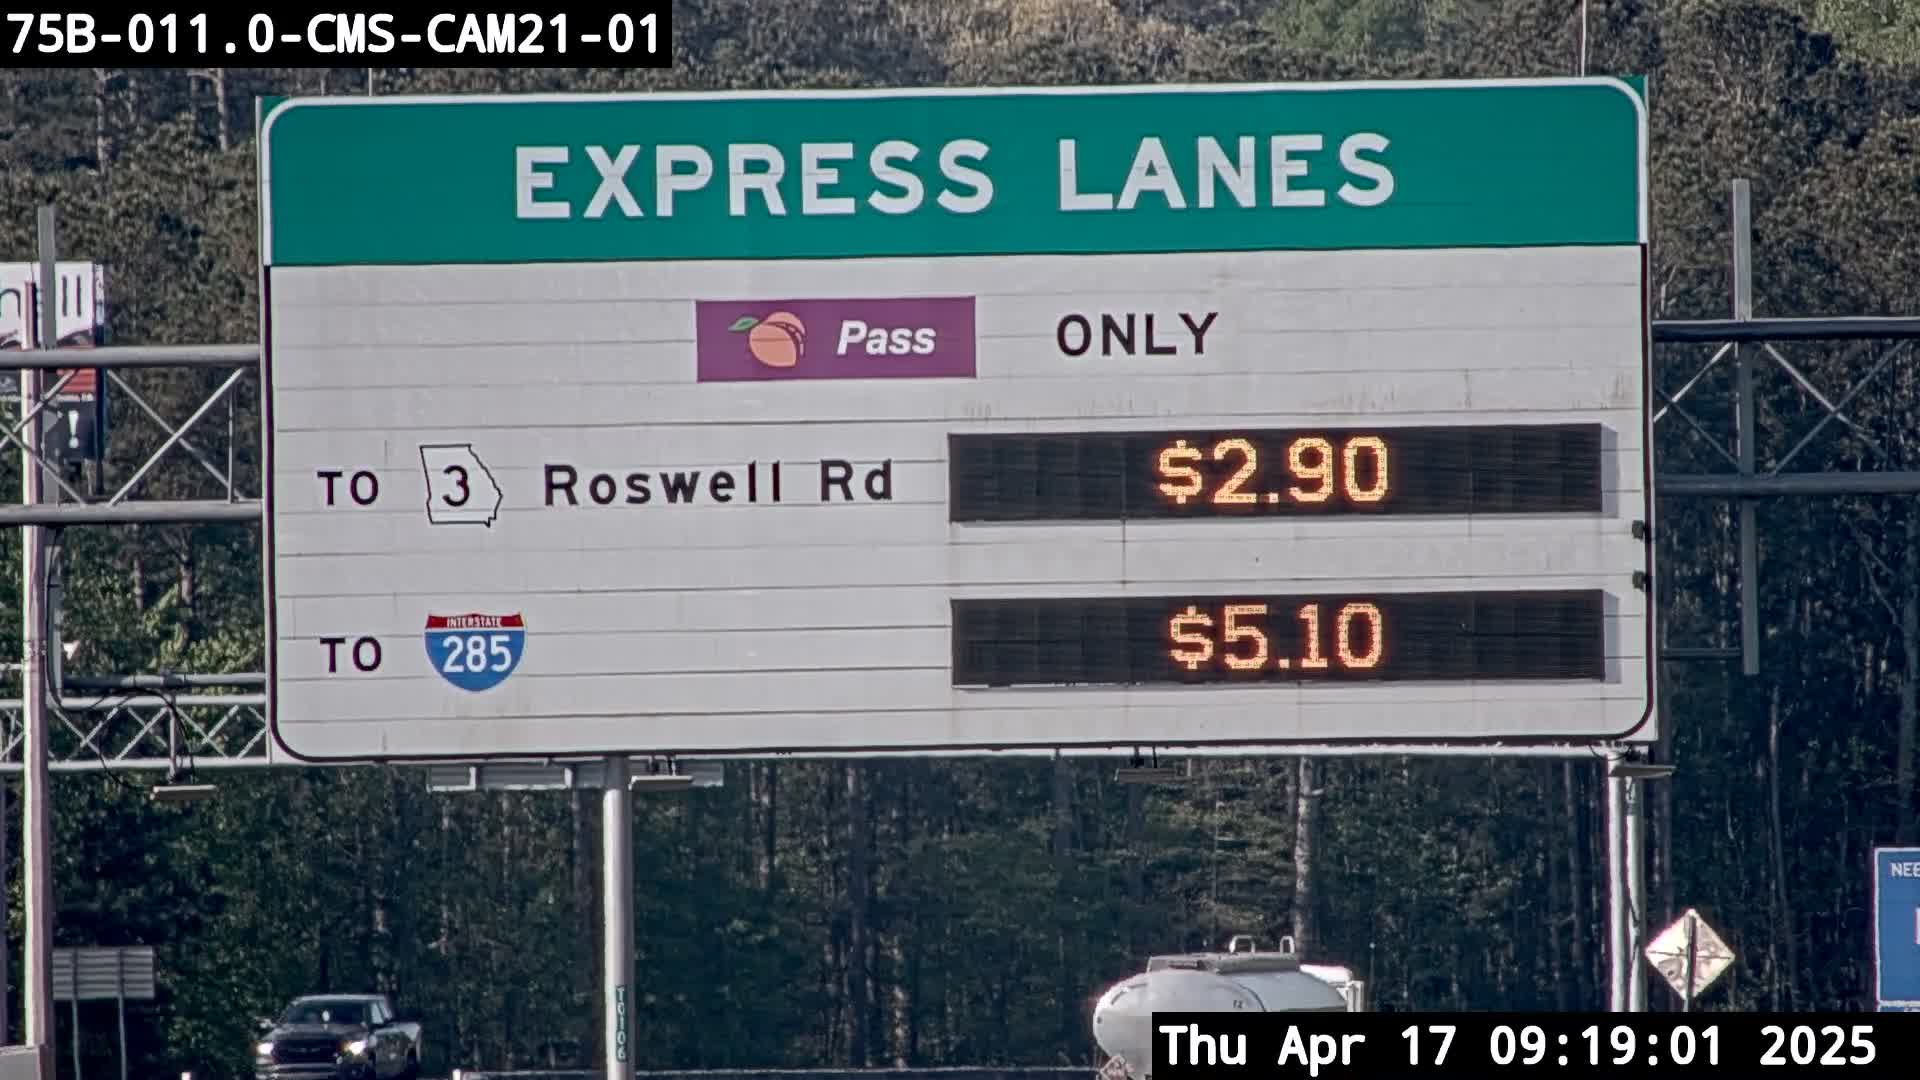 75B-011.0-CMS-CAM21-01
EXPRESS LANES
Pass ONLY
TO 3 Roswell Rd $2.90
TO INTERSTATE 285 $5.10
!
NEE
Thu Apr 17 09:19:01 2025